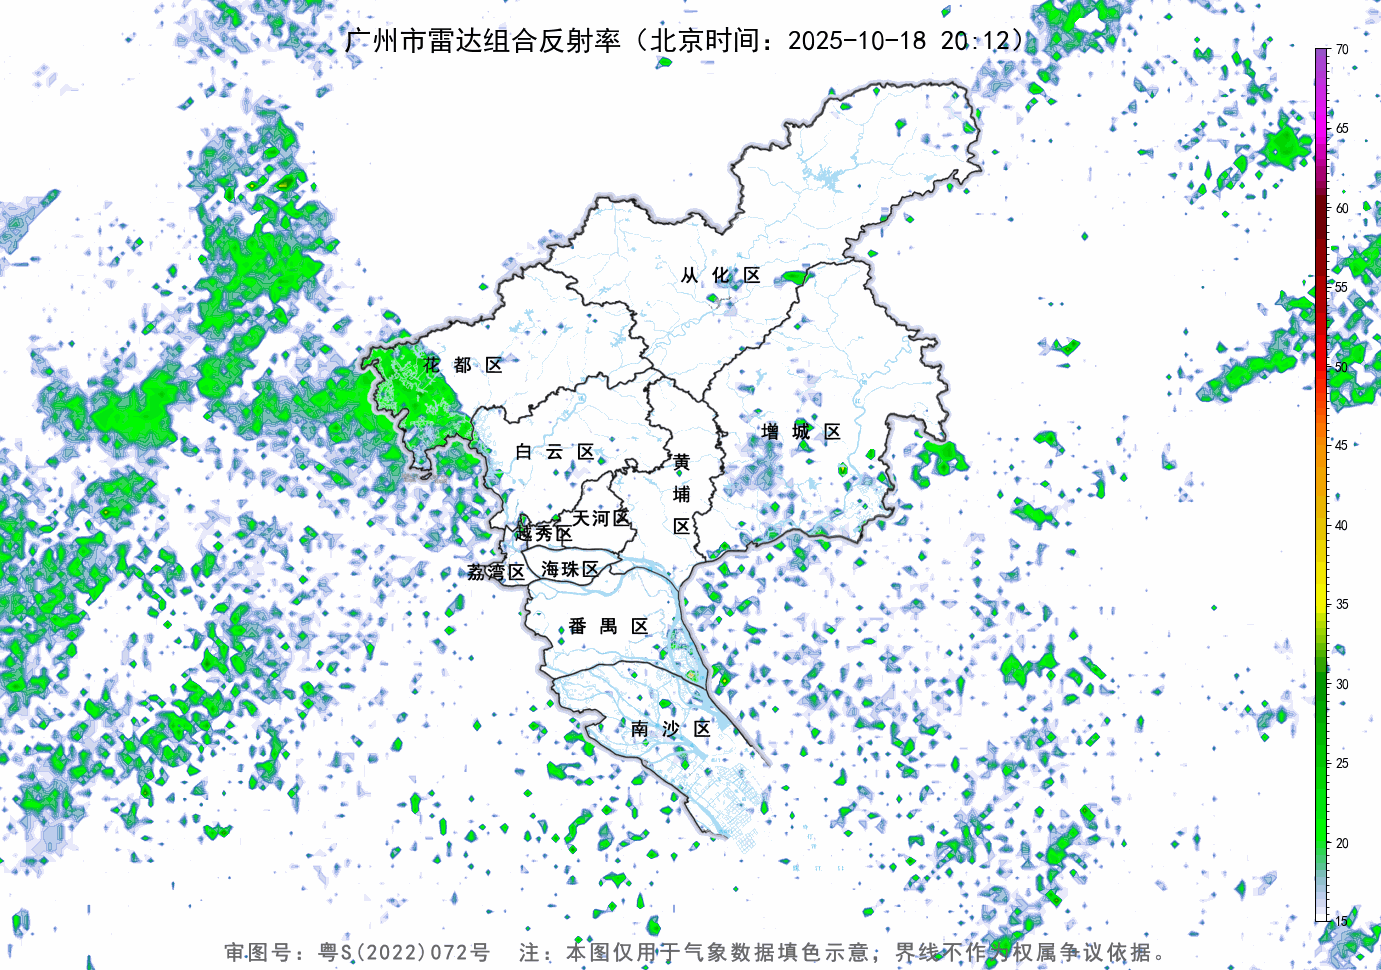 广州市雷达组合反射率（北京时间：2025-10-18 20:12）
70
65
60
55
50
45
40
35
30
25
20
15
从化区
花都区
增城区
白云区
黄埔区
天河区
越秀区
荔湾区
海珠区
番禺区
南沙区
审图号：粤S(2022)072号 注：本图仅用于气象数据填色示意；界线不作为权属争议依据。